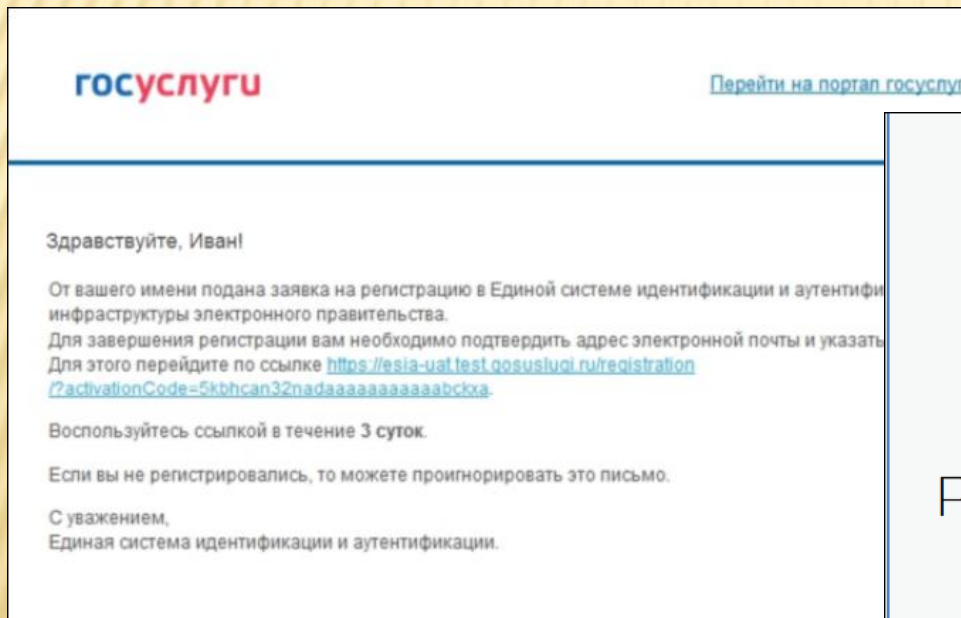 госуслуги
Перейти на портал госуслуг
Здравствуйте, Иван!
От вашего имени подана заявка на регистрацию в Единой системе идентификации и аутентифи
инфраструктуры электронного правительства.
Для завершения регистрации вам необходимо подтвердить адрес электронной почты и указать
Для этого перейдите по ссылке https://esia-uat.test.gosuslugi.ru/registration
/?activationCode=5kbhcan32nadaaaaaaaaaaabckxa.
Воспользуйтесь ссылкой в течение 3 суток.
Если вы не регистрировались, то можете проигнорировать это письмо.
С уважением,
Единая система идентификации и аутентификации.